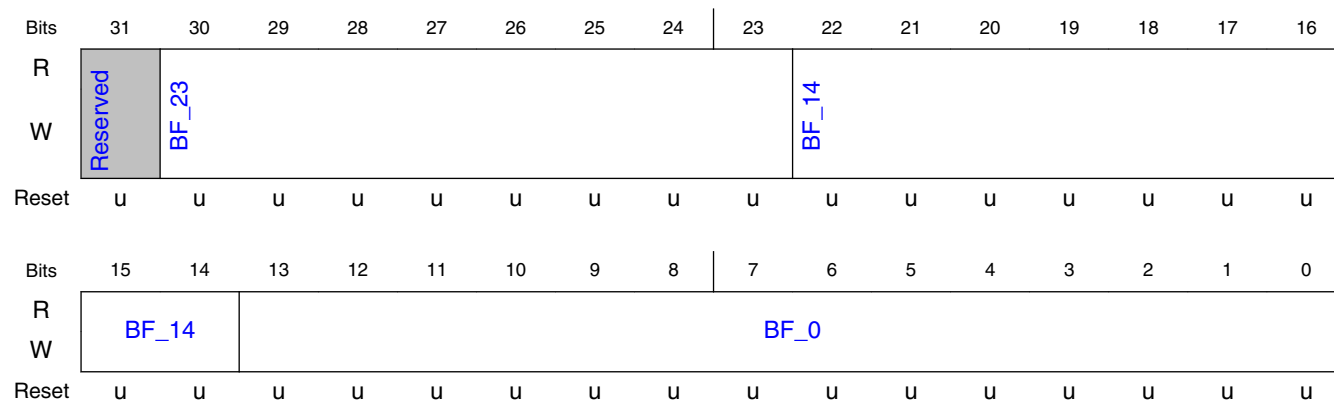 Bits 31 30 29 28 27 26 25 24 23 22 21 20 19 18 17 16
R
W
Reserved
BF_23
BF_14
Reset u u u u u u u u u u u u u u u u
Bits 15 14 13 12 11 10 9 8 7 6 5 4 3 2 1 0
R
W
BF_14 BF_0
Reset u u u u u u u u u u u u u u u u